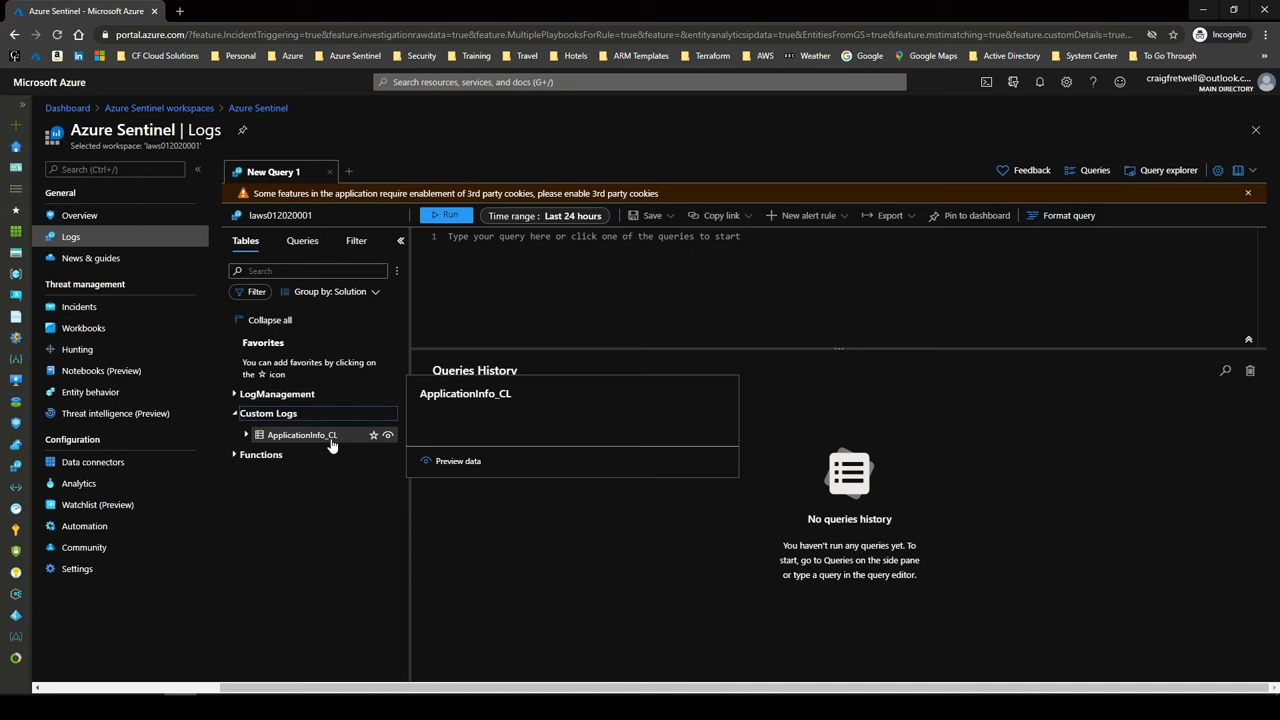 Azure Sentinel - Microsoft Azure
portal.azure.com/?feature.IncidentTriggering=true&feature.investigationrawdata=true&feature.MultiplePlaybooksForRule=true&=&feature.entityanalyticsipdata=true&EntitiesFromGS=true&feature.mstimatching=true&feature.customDetails=true...
Incognito
CF Cloud Solutions
Personal
Azure
Azure Sentinel
Security
Training
Travel
Hotels
ARM Templates
Terraform
AWS
Weather
Google
Google Maps
Active Directory
System Center
To Go Through
Microsoft Azure
Search resources, services, and docs (G+/)
craigfretwell@outlook.c...
MAIN DIRECTORY
Dashboard > Azure Sentinel workspaces > Azure Sentinel
Azure Sentinel | Logs
Selected workspace: 'laws012020001'
Search (Ctrl+/)
General
Overview
Logs
News & guides
Threat management
Incidents
Workbooks
Hunting
Notebooks (Preview)
Entity behavior
Threat intelligence (Preview)
Configuration
Data connectors
Analytics
Watchlist (Preview)
Automation
Community
Settings
New Query 1
Feedback
Queries
Query explorer
Some features in the application require enablement of 3rd party cookies, please enable 3rd party cookies
laws012020001
Run
Time range : Last 24 hours
Save
Copy link
New alert rule
Export
Pin to dashboard
Format query
Tables
Queries
Filter
Search
Filter
Group by: Solution
Collapse all
Favorites
You can add favorites by clicking on
the ☆ icon
LogManagement
Custom Logs
ApplicationInfo_CL
Functions
1 Type your query here or click one of the queries to start
Queries History
ApplicationInfo_CL
Preview data
No queries history
You haven't run any queries yet. To
start, go to Queries on the side pane
or type a query in the query editor.